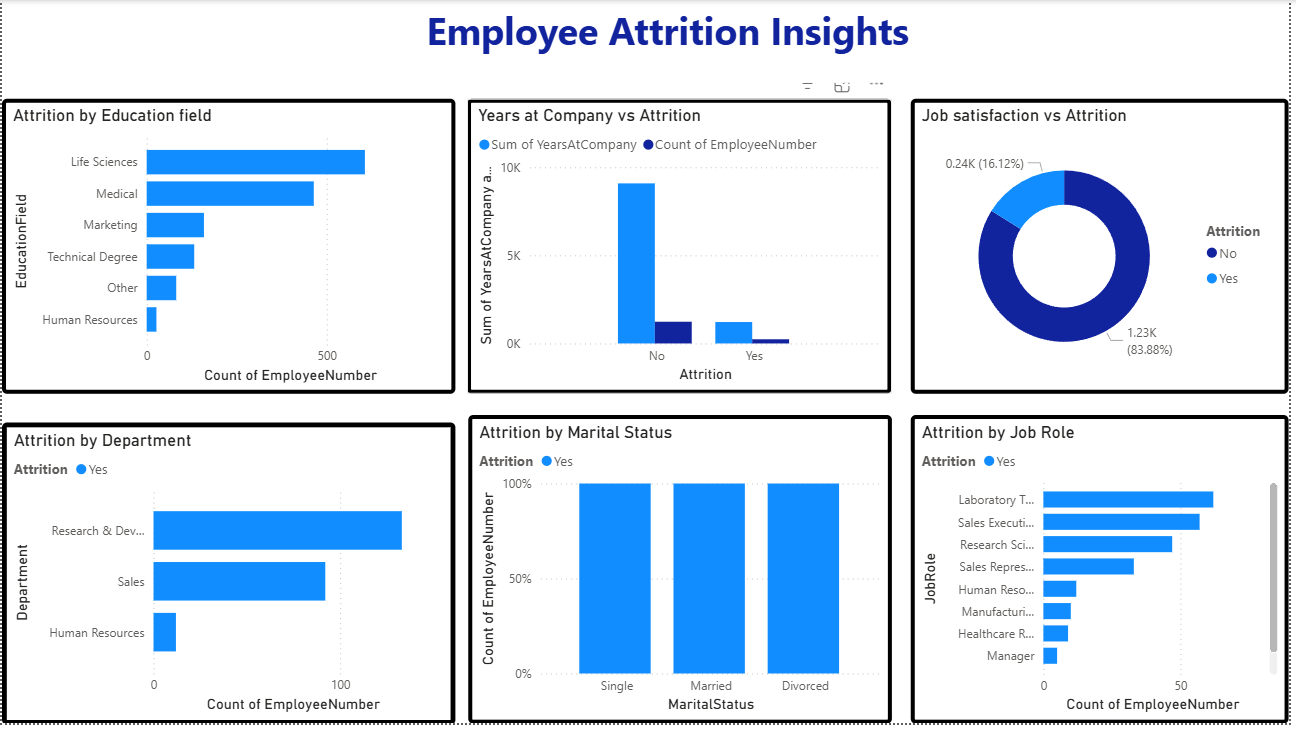 Employee Attrition Insights
Attrition by Education field
EducationField
Life Sciences
Medical
Marketing
Technical Degree
Other
Human Resources
0
500
Count of EmployeeNumber
Years at Company vs Attrition
Sum of YearsAtCompany
Count of EmployeeNumber
Sum of YearsAtCompany a...
10K
5K
0K
No
Yes
Attrition
Job satisfaction vs Attrition
0.24K (16.12%)
1.23K
(83.88%)
Attrition
No
Yes
Attrition by Department
Attrition Yes
Department
Research & Dev...
Sales
Human Resources
0
100
Count of EmployeeNumber
Attrition by Marital Status
Attrition Yes
Count of EmployeeNumber
100%
50%
0%
Single
Married
Divorced
MaritalStatus
Attrition by Job Role
Attrition Yes
JobRole
Laboratory T...
Sales Executi...
Research Sci...
Sales Repres...
Human Reso...
Manufacturi...
Healthcare R...
Manager
0
50
Count of EmployeeNumber